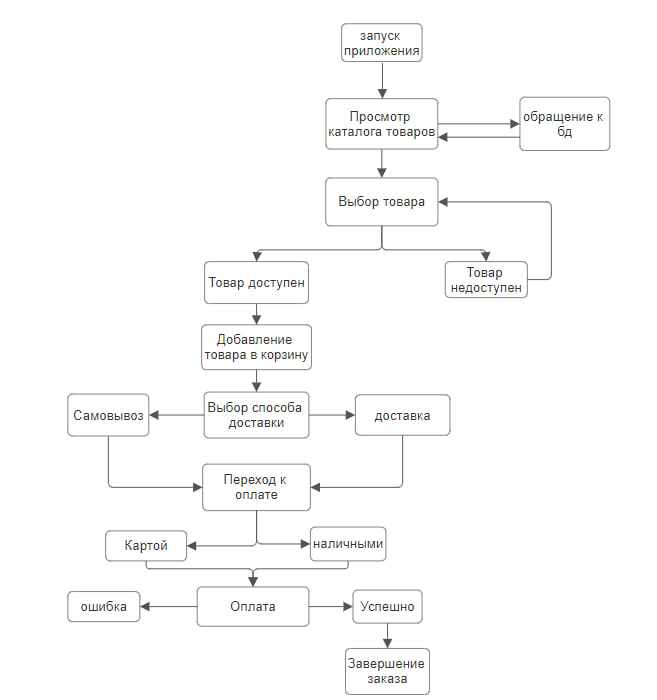 запуск
приложения
Просмотр
каталога товаров
обращение к
бд
Выбор товара
Товар доступен
Товар
недоступен
Добавление
товара в корзину
Самовывоз
Выбор способа
доставки
доставка
Переход к
оплате
Картой
наличными
ошибка
Оплата
Успешно
Завершение
заказа